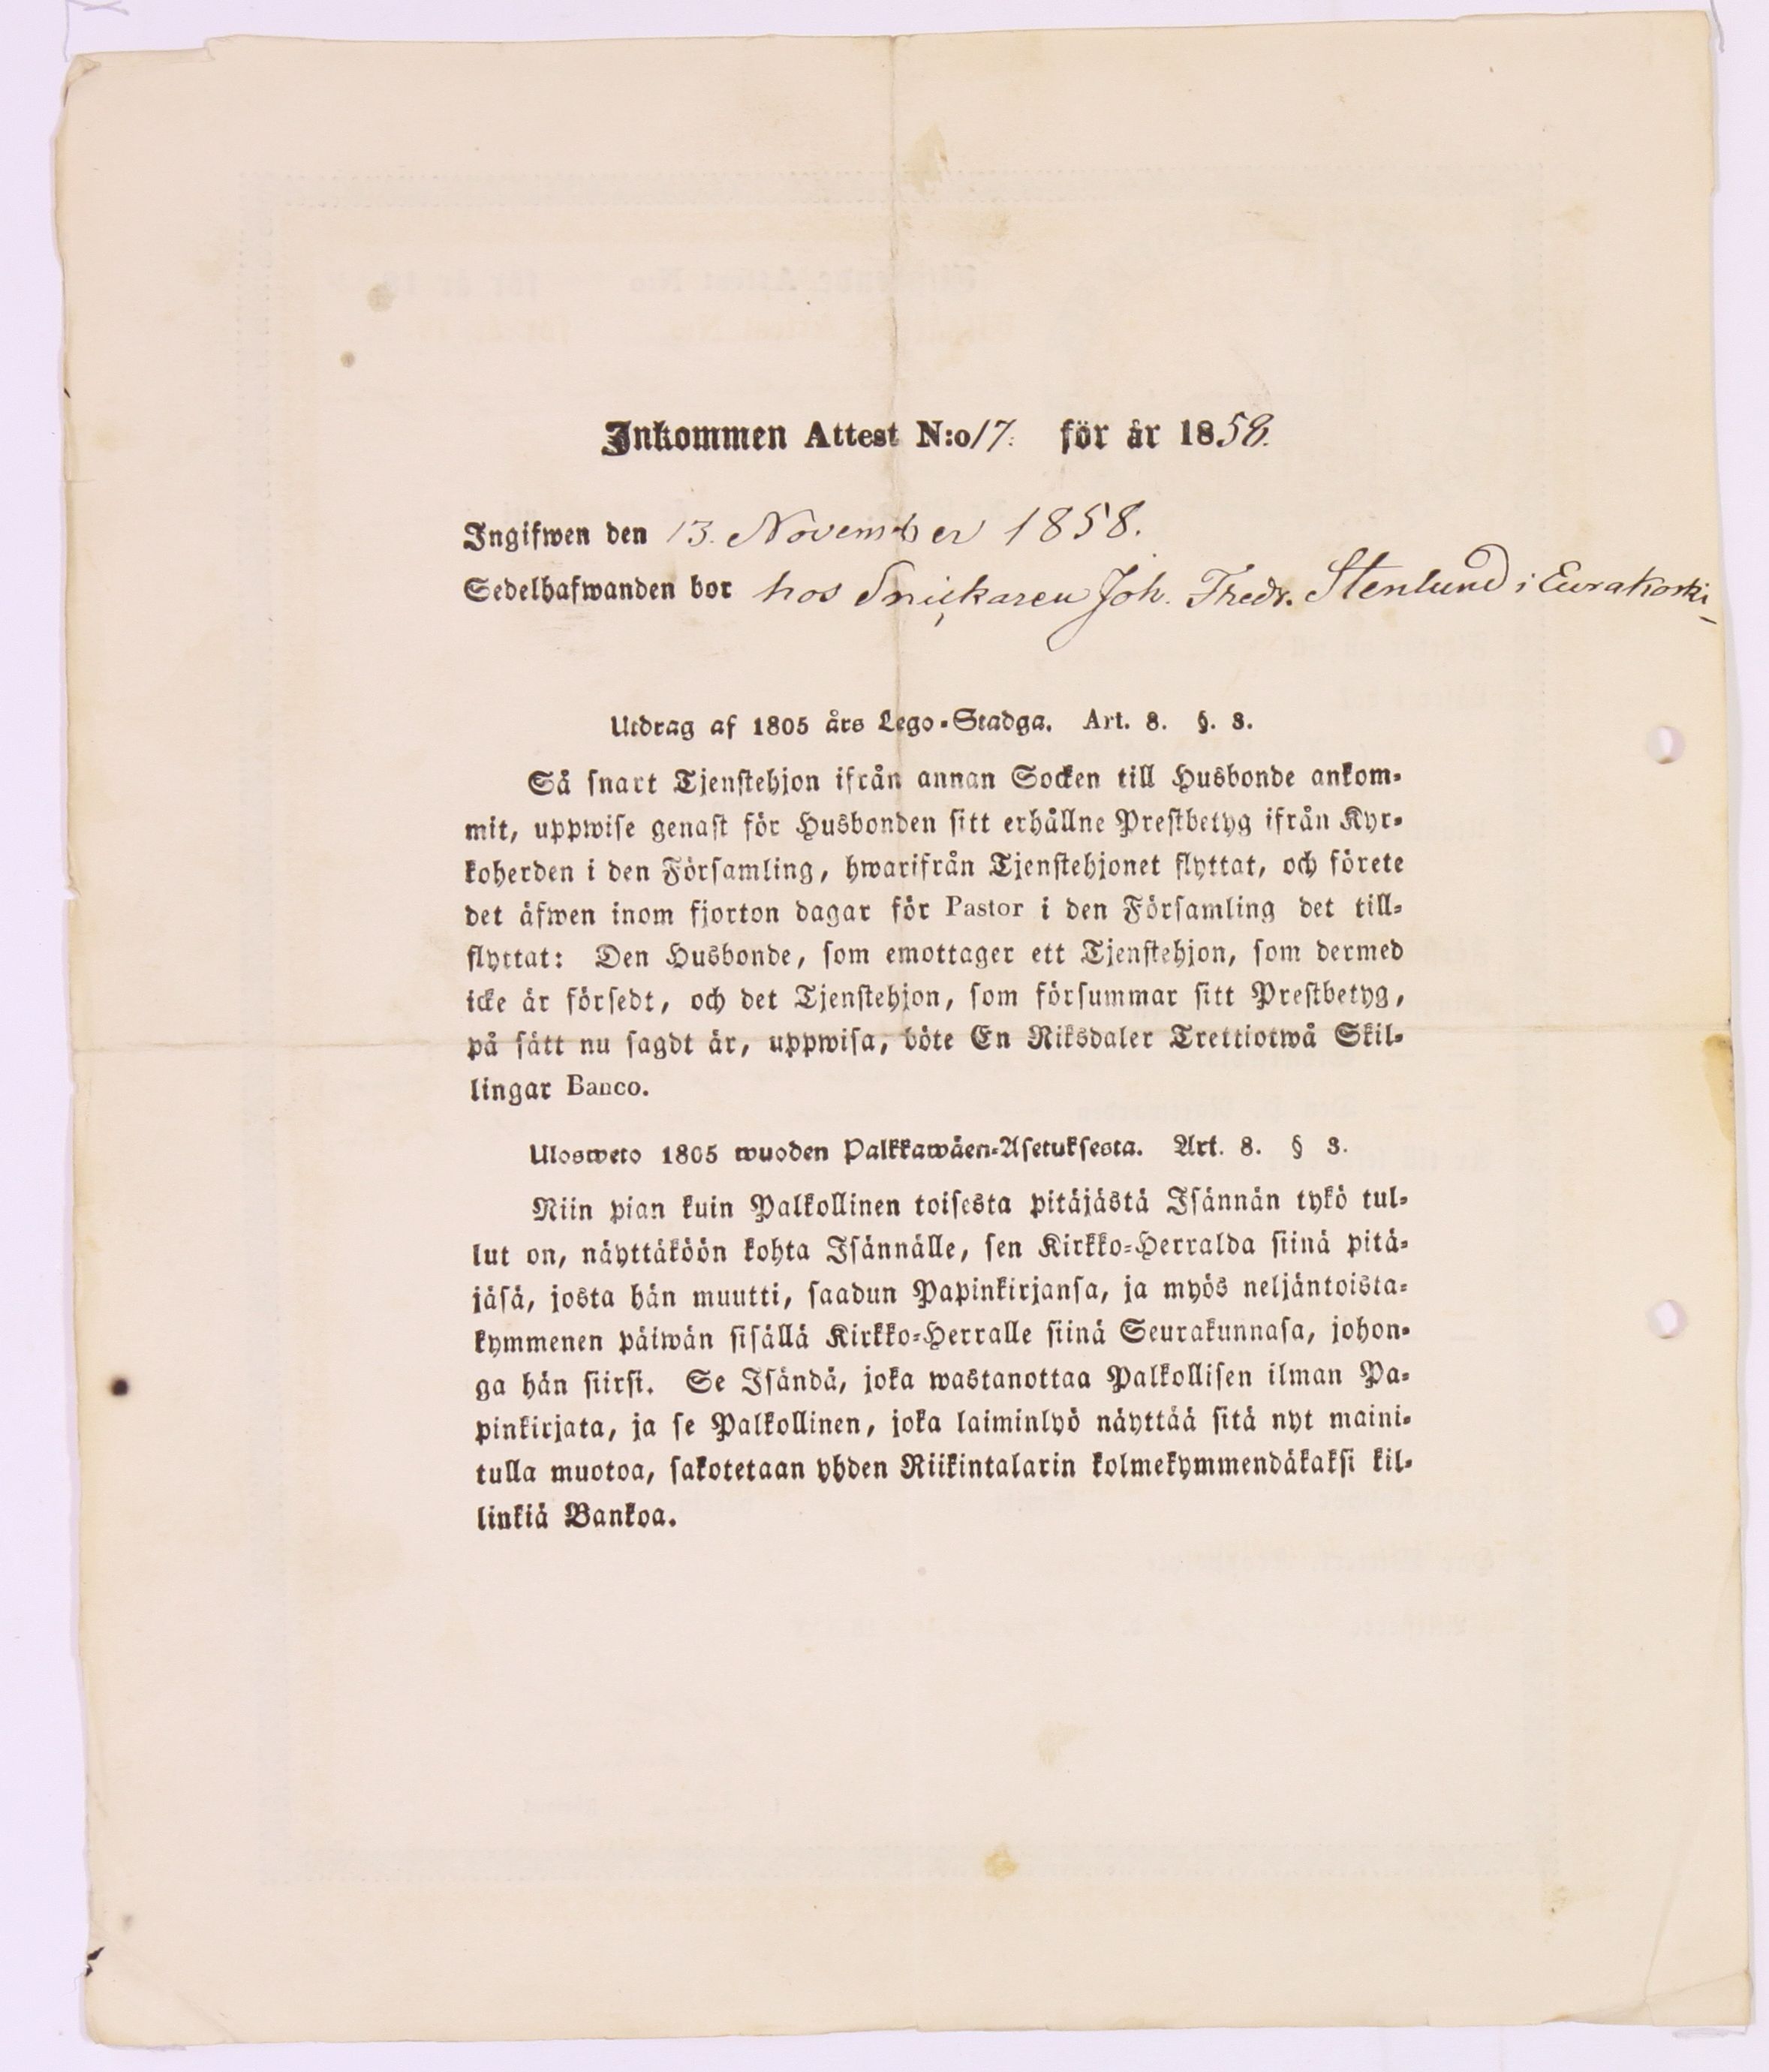 Inkommen Attest N:o 17. för år 1858.
Ingifwen den 13. November 1858.
Sedelhafwanden bor hos Snickaren Joh. Fredr. Stenlund i Eurakoski
Utdrag af 1805 års Lego-Stadga. Art. 8. §. 3.
Så snart Tjenstehjon ifrån annan Socken till Husbonde ankom-
mit, uppwise genast för Husbonden sitt erhållne Prestbetyg ifrån Kyr-
koherden i den Församling, hwarifrån Tjenstehjonet flyttat, och förete
det äfwen inom fjorton dagar för Pastor i den Församling det till-
flyttat: Den Husbonde, som emottager ett Tjenstehjon, som dermed
icke är försedt, och det Tjenstehjon, som försummar sitt Prestbetyg,
på sätt nu sagdt är, uppwisa, böte En Riksdaler Trettiotwå Skil-
lingar Banco.
Ulosweto 1805 wuoden Palkkawäen-Asetuksesta. Art. 8. § 3.
Niin pian kuin Palkollinen toisesta pitäjästä Isännän tykö tul-
lut on, näyttäköön kohta Isännälle, sen Kirkko-Herralda siinä pitä-
jäsä, josta hän muutti, saadun Papinkirjansa, ja myös neljäntoista-
kymmenen päiwän sisällä Kirkko-Herralle siinä Seurakunnasa, johon-
ga hän siirsi. Se Isändä, joka wastanottaa Palkollisen ilman Pa-
pinkirjata, ja se Palkollinen, joka laiminlyö näyttää sitä nyt maini-
tulla muotoa, sakotetaan yhden Riikintalarin kolmekymmendäkaksi kil-
linkiä Bankoa.